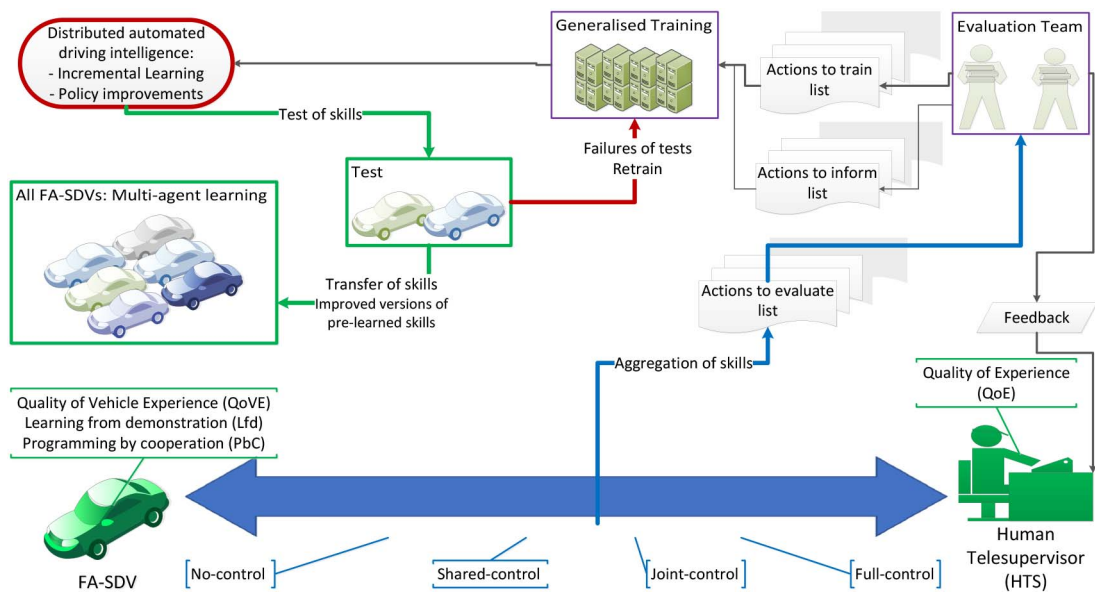 Distributed automated
driving intelligence:
- Incremental Learning
- Policy improvements
Generalised Training
Actions to train
list
Evaluation Team
Test of skills
Failures of tests
Retrain
Actions to inform
list
Test
All FA-SDVs: Multi-agent learning
Transfer of skills
Improved versions of
pre-learned skills
Actions to evaluate
list
Feedback
Aggregation of skills
Quality of Experience
(QoE)
Quality of Vehicle Experience (QoVE)
Learning from demonstration (Lfd)
Programming by cooperation (PbC)
FA-SDV
No-control
Shared-control
Joint-control
Full-control
Human
Telesupervisor
(HTS)